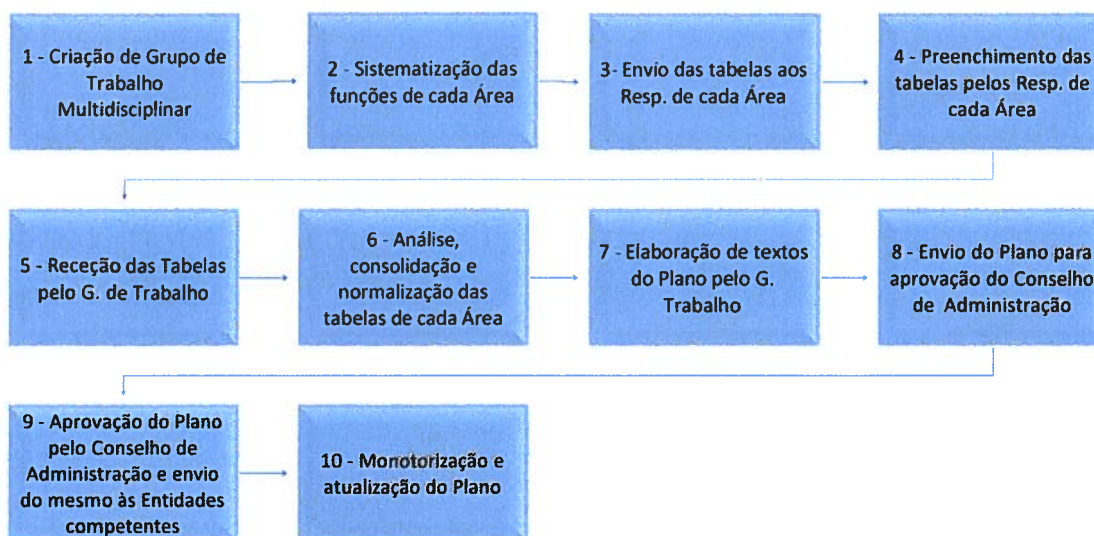 1 - Criação de Grupo de
Trabalho
Multidisciplinar
2 - Sistematização das
funções de cada Área
3 - Envio das tabelas aos
Resp. de cada Área
4 - Preenchimento das
tabelas pelos Resp. de
cada Área
5 - Receção das Tabelas
pelo G. de Trabalho
6 - Análise,
consolidação e
normalização das
tabelas de cada Área
7 - Elaboração de textos
do Plano pelo G.
Trabalho
8 - Envio do Plano para
aprovação do Conselho
de Administração
9 - Aprovação do Plano
pelo Conselho de
Administração e envio
do mesmo às Entidades
competentes
10 - Monotorização e
atualização do Plano